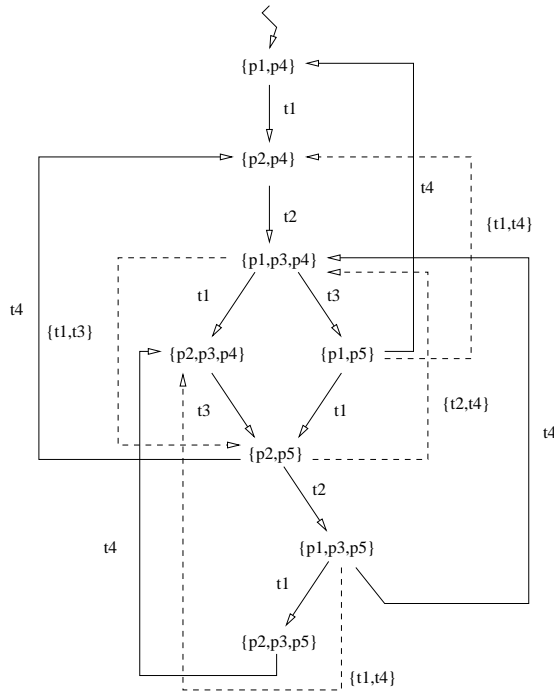 {p1,p4}
t1
{p2,p4}
t4
{t1,t4}
t2
{p1,p3,p4}
t1
t3
t4
{t1,t3}
{p2,p3,p4}
{p1,p5}
{t2,t4}
t3
t1
t4
{p2,p5}
t2
t4
{p1,p3,p5}
t1
{p2,p3,p5}
{t1,t4}